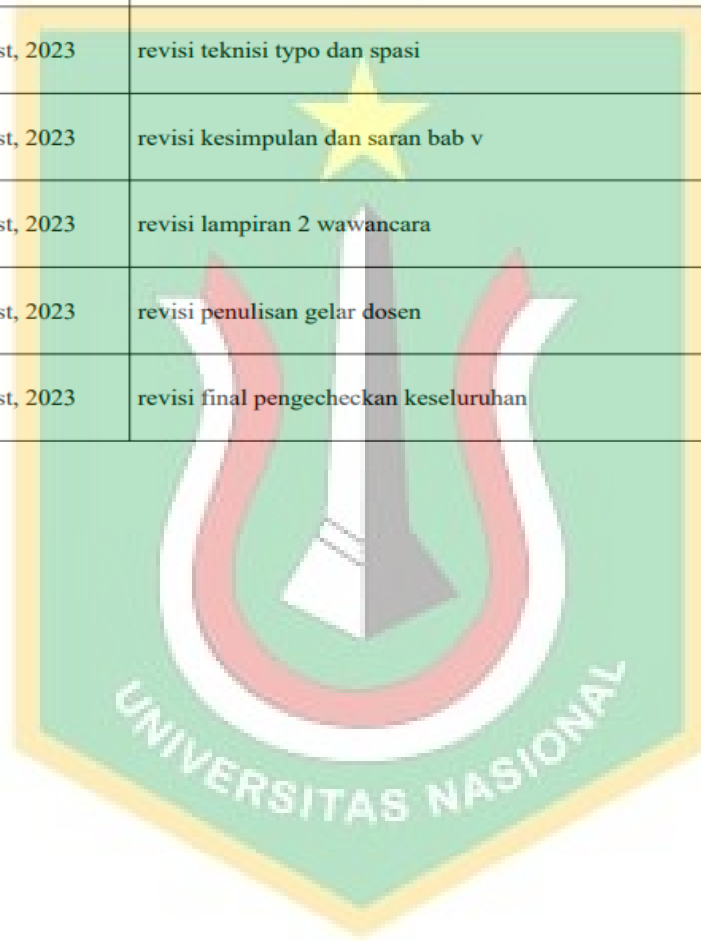 st, 2023 revisi teknisi typo dan spasi
st, 2023 revisi kesimpulan dan saran bab v
st, 2023 revisi lampiran 2 wawancara
st, 2023 revisi penulisan gelar dosen
st, 2023 revisi final pengecheckan keseluruhan
UNIVERSITAS NASIONAL